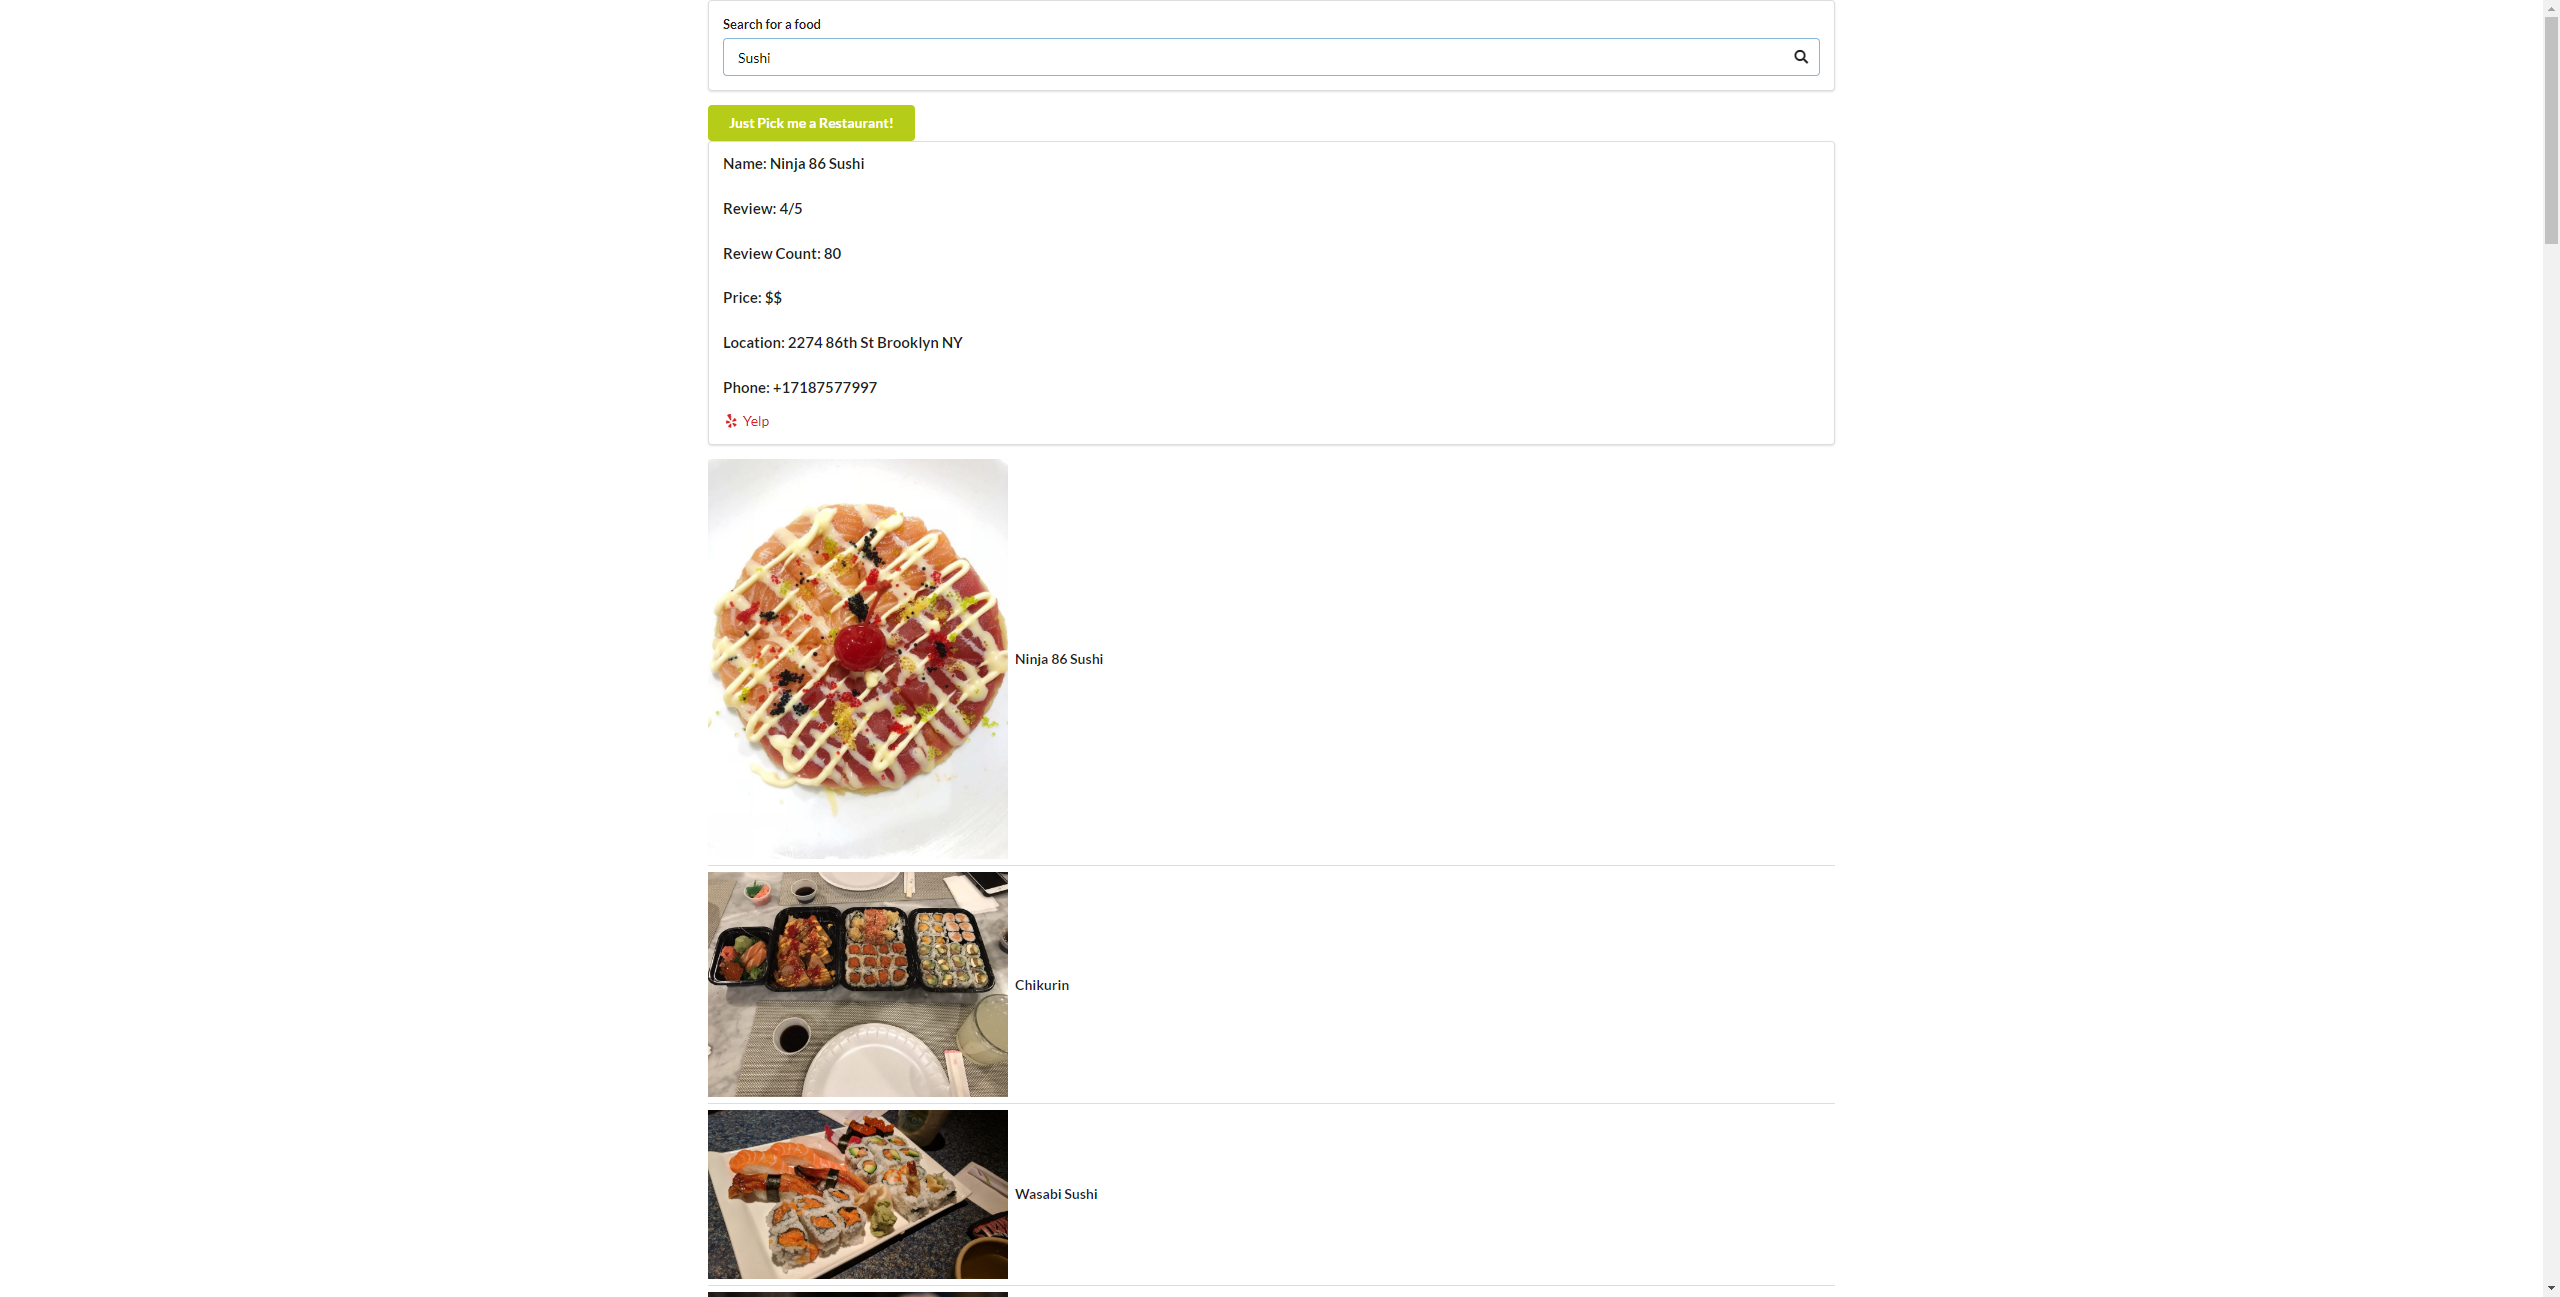 Search for a food
Sushi
Just Pick me a Restaurant!
Name: Ninja 86 Sushi
Review: 4/5
Review Count: 80
Price: $$
Location: 2274 86th St Brooklyn NY
Phone: +17187577997
Yelp
Ninja 86 Sushi
Chikurin
Wasabi Sushi